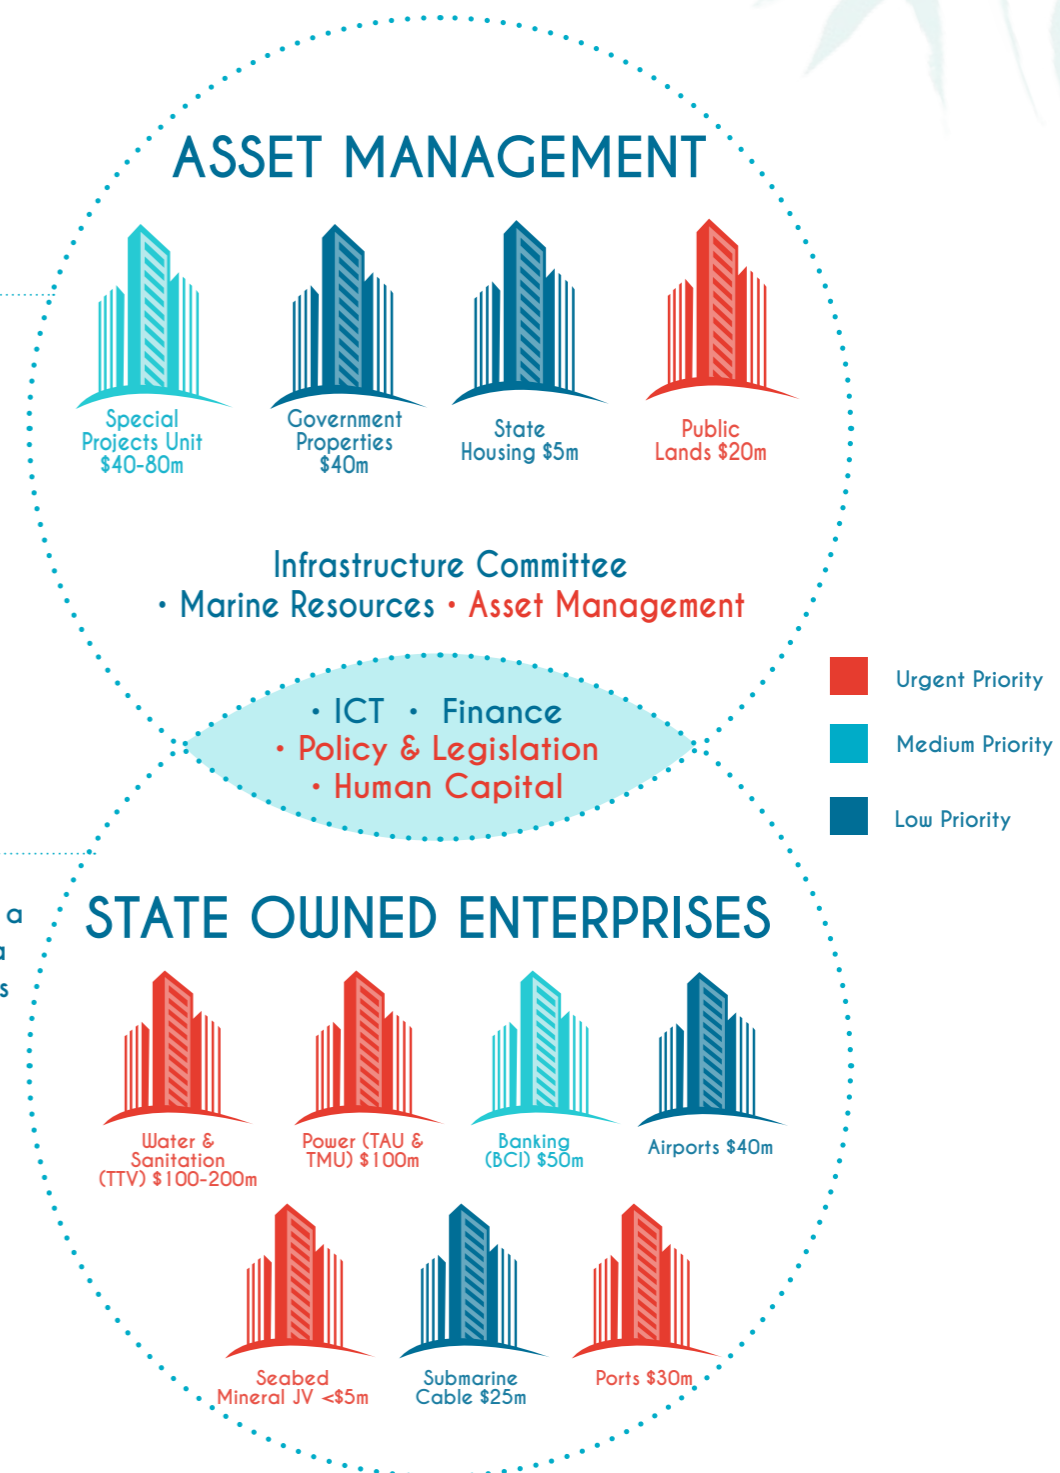 ASSET MANAGEMENT
Special
Projects Unit
$40-80m
Government
Properties
$40m
State
Housing $5m
Public
Lands $20m
Infrastructure Committee
• Marine Resources • Asset Management
• ICT • Finance
• Policy & Legislation
• Human Capital
Urgent Priority
Medium Priority
Low Priority
a
a
s
STATE OWNED ENTERPRISES
Water &
Sanitation
(TTV) $100-200m
Power (TAU &
TMU) $100m
Banking
(BCI) $50m
Airports $40m
Seabed
Mineral JV <$5m
Submarine
Cable $25m
Ports $30m